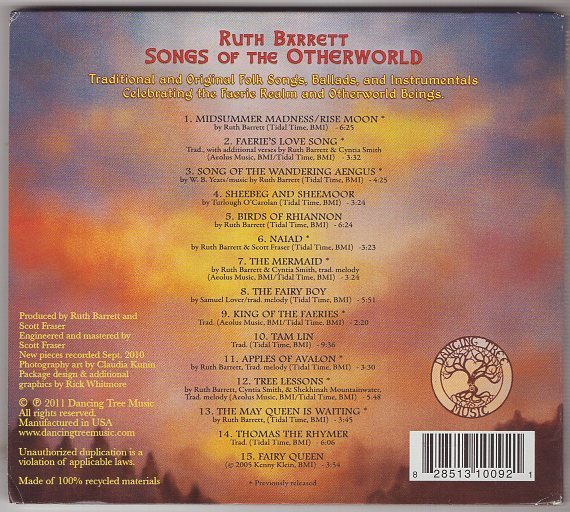 Ruth Barrett
Songs of the Otherworld
Traditional and Original Folk Songs, Ballads, and Instrumentals
Celebrating the Faerie Realm and Otherworld Beings.
1. MIDSUMMER MADNESS/RISE MOON *
by Ruth Barrett (Tidal Time, BMI) - 6:25
2. FAERIE'S LOVE SONG *
Trad., with additional verses by Ruth Barrett & Cyntia Smith
(Aeolus Music, BMI/Tidal Time, BMI) - 3:32
3. SONG OF THE WANDERING AENGUS *
by W. B. Yeats/music by Ruth Barrett (Tidal Time, BMI) - 4:25
4. SHEEBEG AND SHEEMOOR
by Turlough O'Carolan (Tidal Time, BMI) - 3:24
5. BIRDS OF RHIANNON
by Ruth Barrett (Tidal Time, BMI) - 6:24
6. NAIAD *
by Ruth Barrett & Scott Fraser (Tidal Time, BMI) -3:23
7. THE MERMAID *
by Ruth Barrett & Cyntia Smith, trad. melody
(Aeolus Music, BMI/Tidal Time, BMI) - 3:24
8. THE FAIRY BOY
by Samuel Lover/trad. melody (Tidal Time, BMI) - 5:51
9. KING OF THE FAERIES *
Trad. (Aeolus Music, BMI/Tidal Time, BMI) - 2:20
10. TAM LIN
Trad. (Tidal Time, BMI) - 9:36
11. APPLES OF AVALON *
by Ruth Barrett, Trad. melody (Tidal Time, BMI) - 3:30
12. TREE LESSONS *
by Ruth Barrett, Cyntia Smith, & Shekhinah Mountainwater,
Trad. melody (Aeolus Music, BMI/Tidal Time, BMI) - 5:48
13. THE MAY QUEEN IS WAITING *
by Ruth Barrett, (Tidal Time, BMI) - 3:45
14. THOMAS THE RHYMER
Trad. (Tidal Time, BMI) - 6:06
15. FAIRY QUEEN
© 2005 Kenny Klein, BMI) - 3:54
* Previously released
Produced by Ruth Barrett and
Scott Fraser
Engineered and mastered by
Scott Fraser
New pieces recorded Sept. 2010
Photography art by Claudia Kunin
Package design & additional
graphics by Rick Whitmore
© ℗ 2011 Dancing Tree Music
All rights reserved.
Manufactured in USA
www.dancingtreemusic.com
Unauthorized duplication is a
violation of applicable laws.
Made of 100% recycled materials
DANCING TREE
MUSIC
8 28513 10092 1